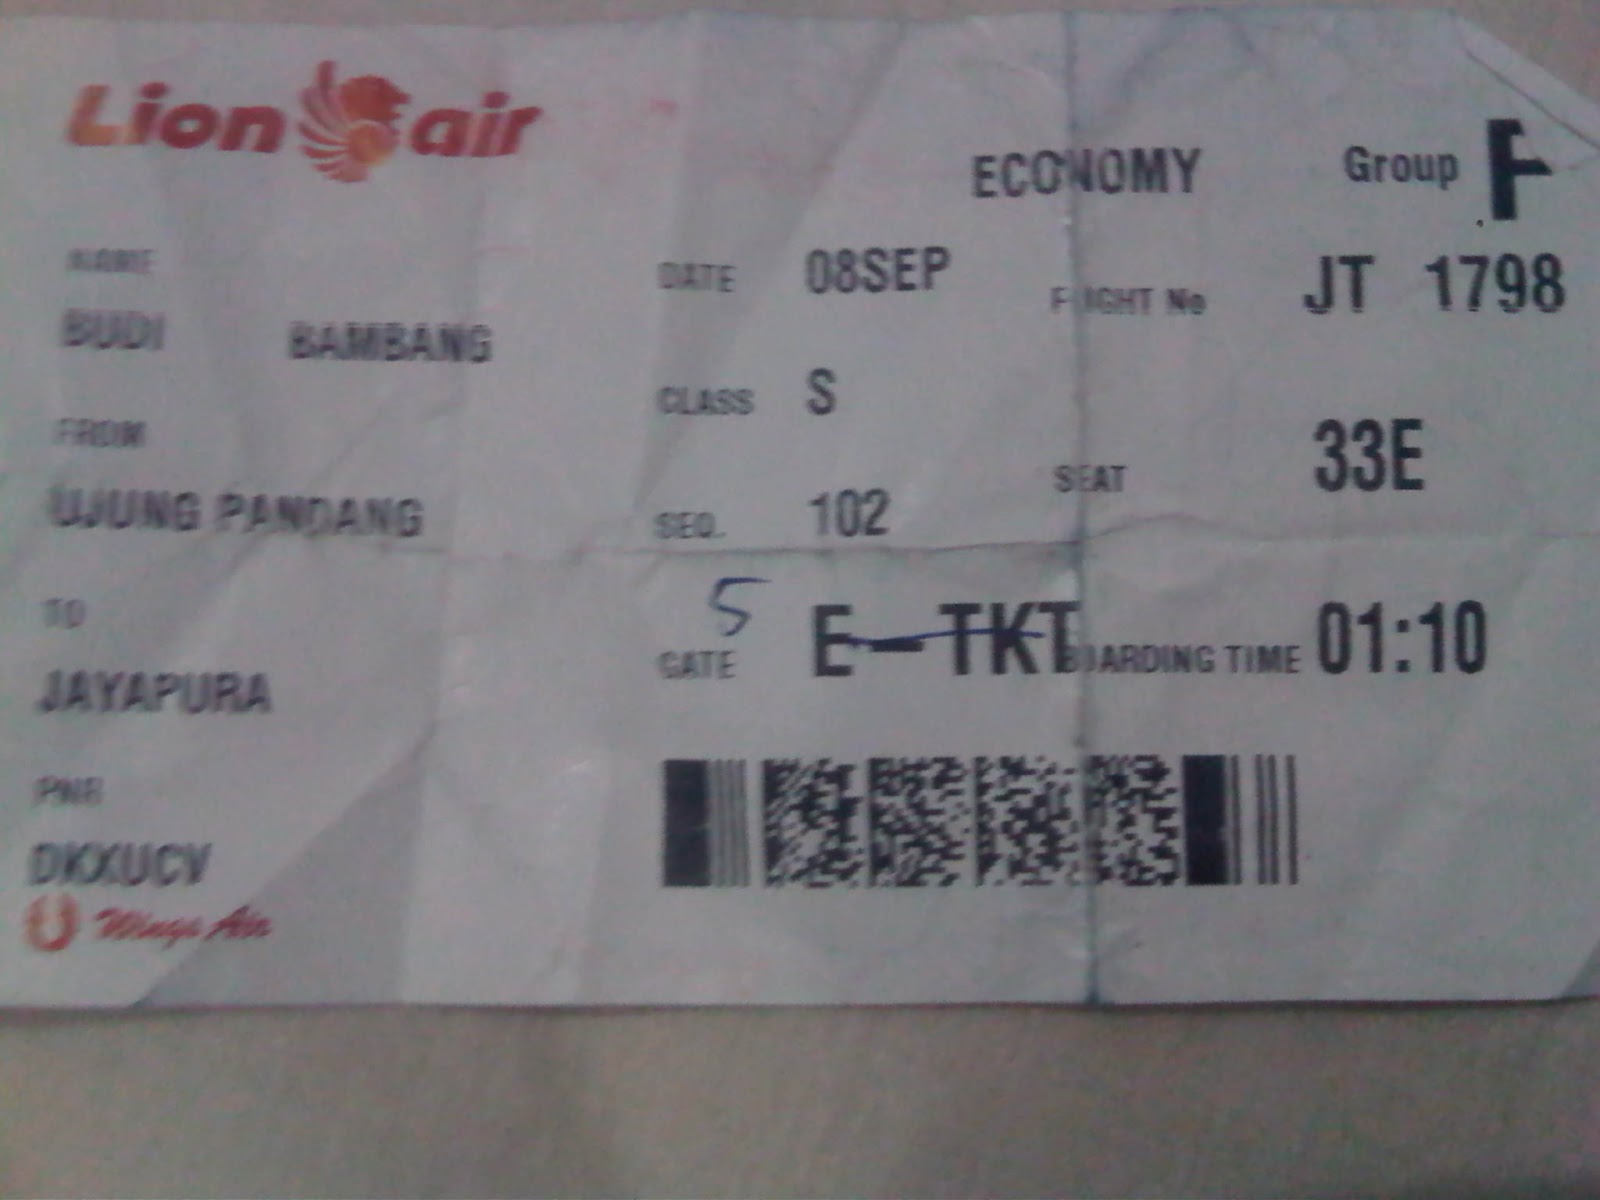 Lion air
ECONOMY Group F
NAME
BUDI BAMBANG
FROM
UJUNG PANDANG
TO
JAYAPURA
PNR
DKXUCV
Wings Air
DATE 08SEP
CLASS S
SEQ. 102
5
GATE E-TKT
FLIGHT No JT 1798
SEAT 33E
BOARDING TIME 01:10